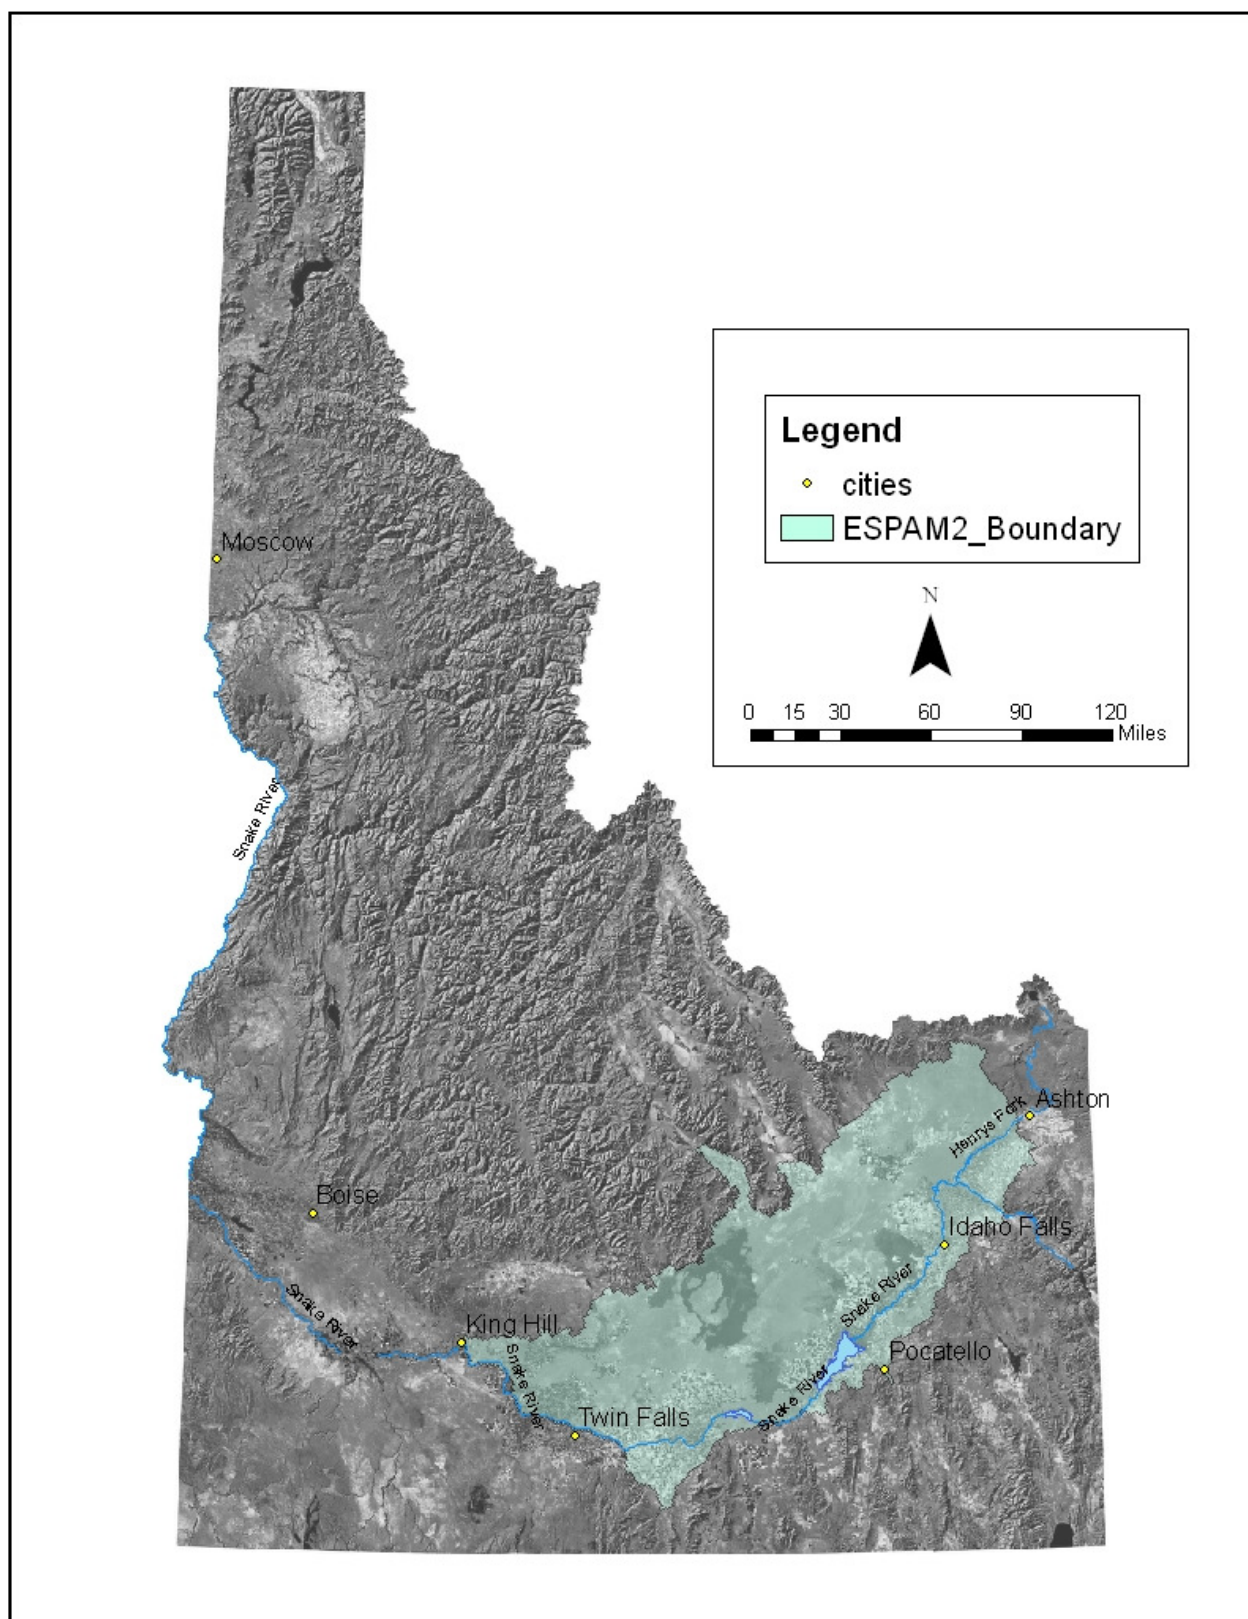 Legend
cities
ESPAM2_Boundary
N
0 15 30 60 90 120
Miles
Moscow
Snake River
Ashton
Henrys Fork
Boise
Idaho Falls
Snake River
Snake River
King Hill
Snake River
Pocatello
Snake River
Twin Falls